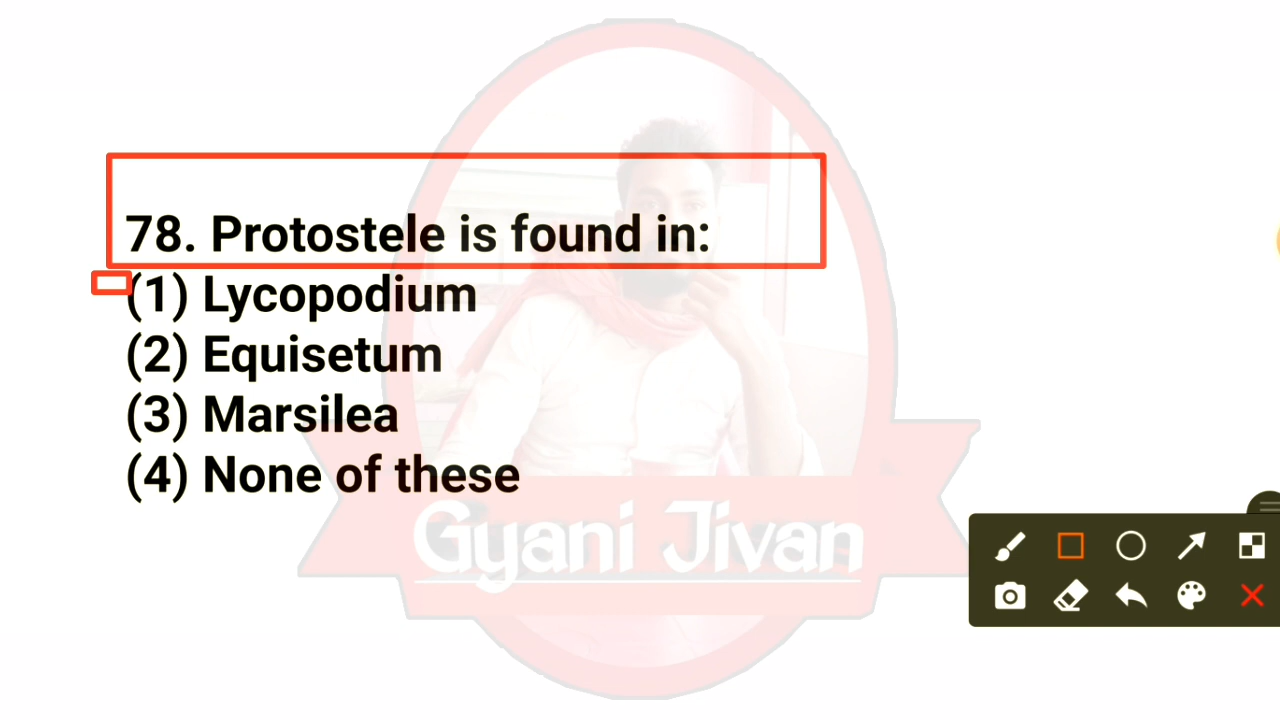 78. Protostele is found in:
(1) Lycopodium
(2) Equisetum
(3) Marsilea
(4) None of these
Gyani Jivan